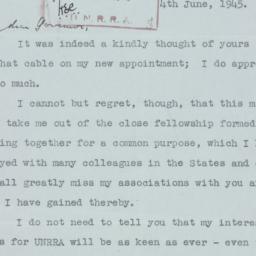 4th June, 1945.
U.N.R.R.A.
Governor,
It was indeed a kindly thought of yours
hat cable on my new appointment; I do appr
o much.
I cannot but regret, though, that this m
take me out of the close fellowship formed
ing together for a common purpose, which I h
yed with many colleagues in the States and
all greatly miss my associations with you a
I have gained thereby.
I do not need to tell you that my interes
s for UNRRA will be as keen as ever - even